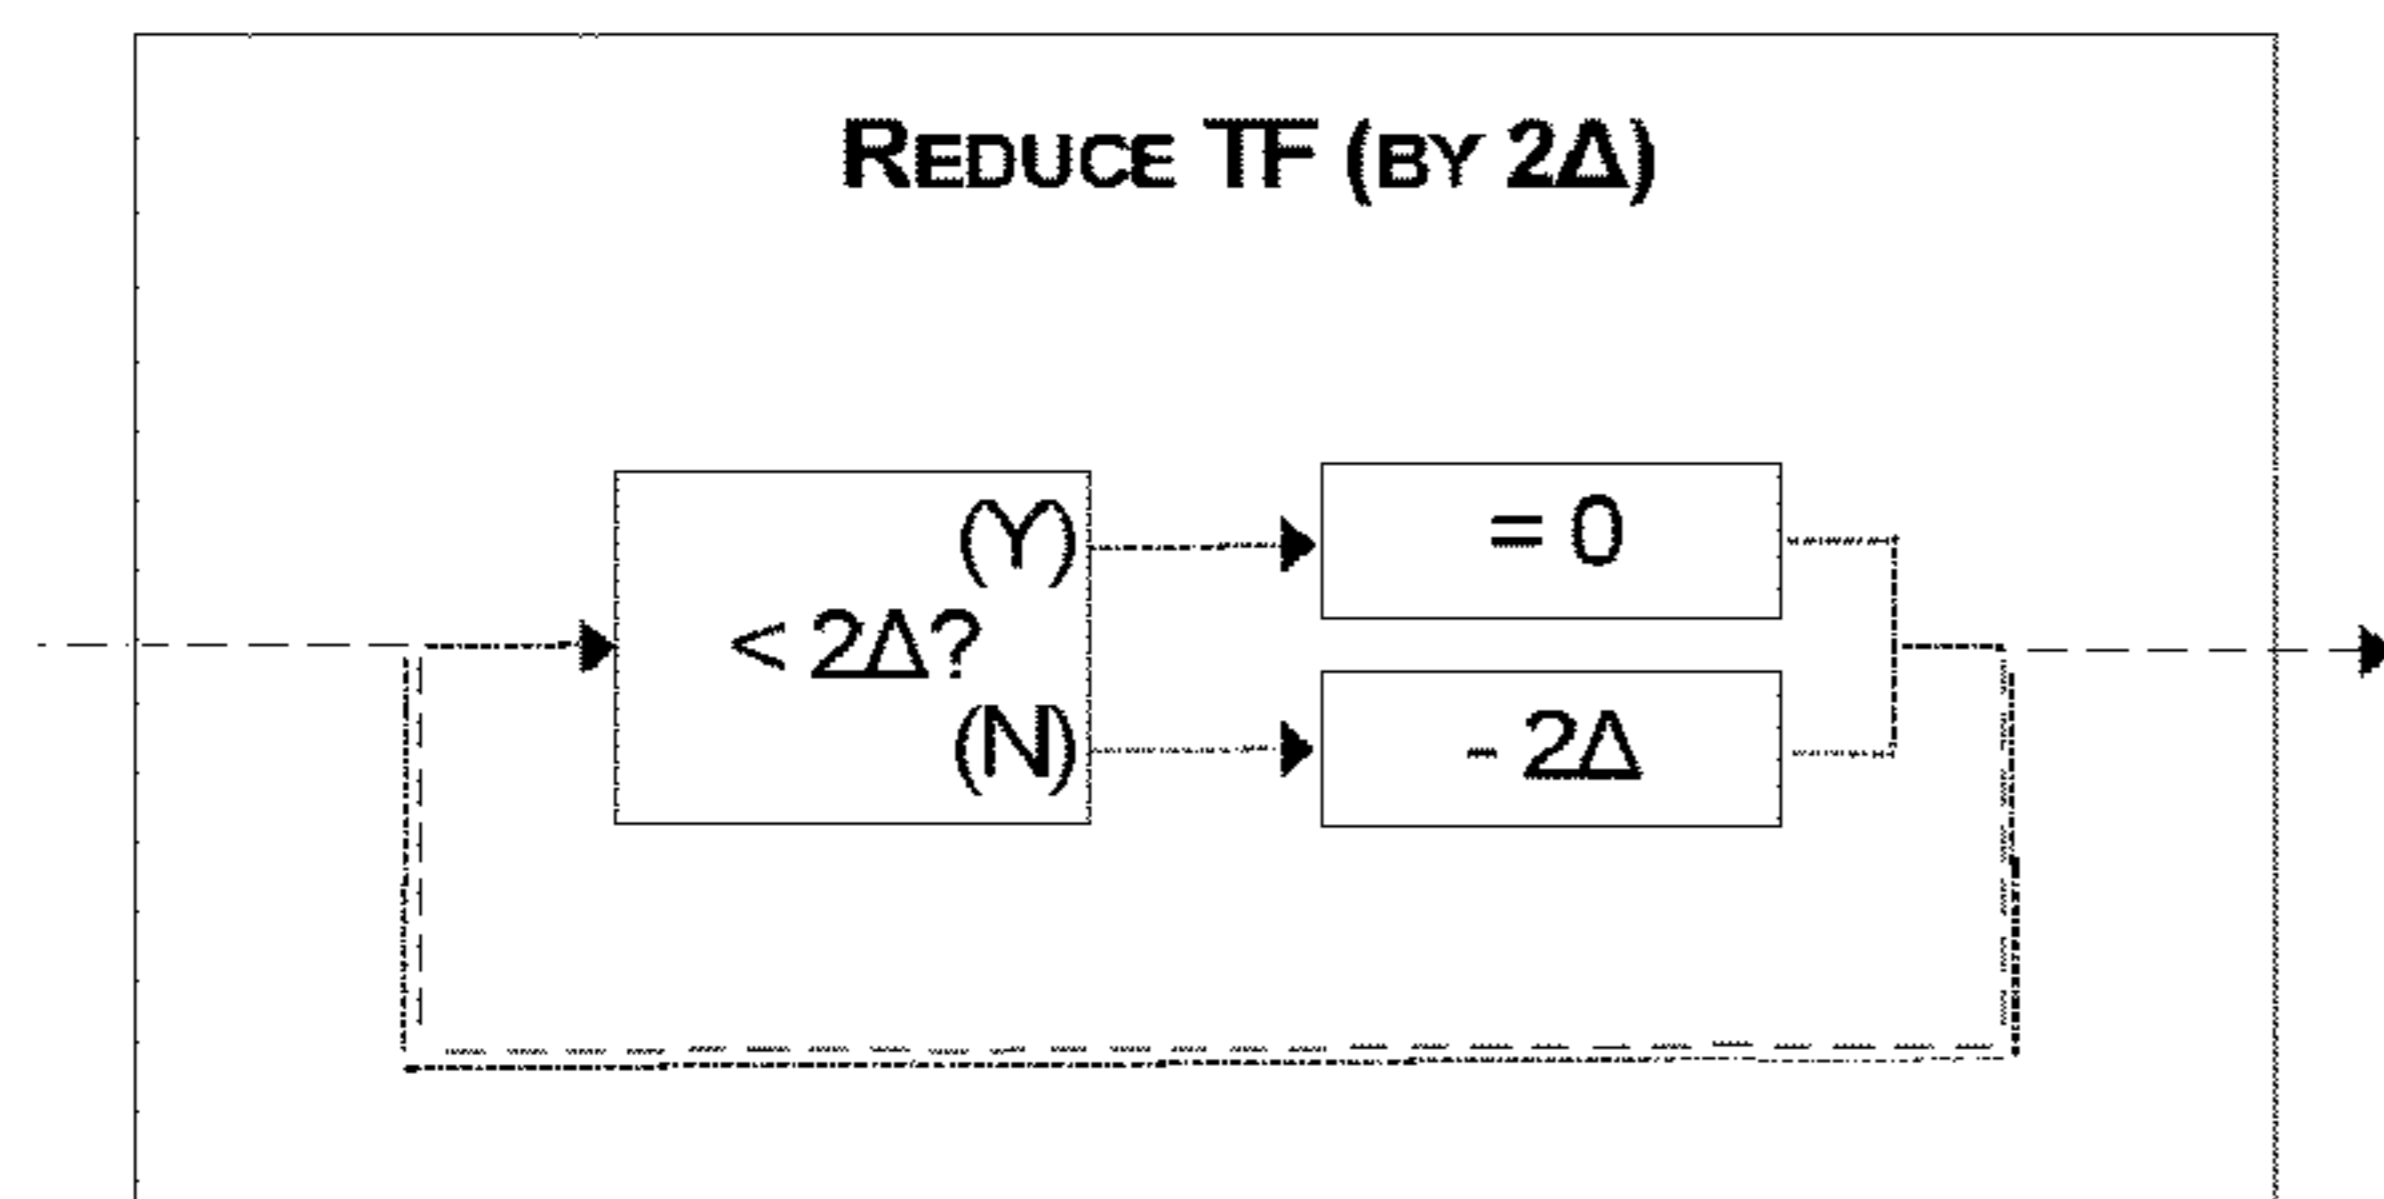 REDUCE TF (BY 2Δ)
(Y)
= 0
< 2Δ?
(N)
- 2Δ